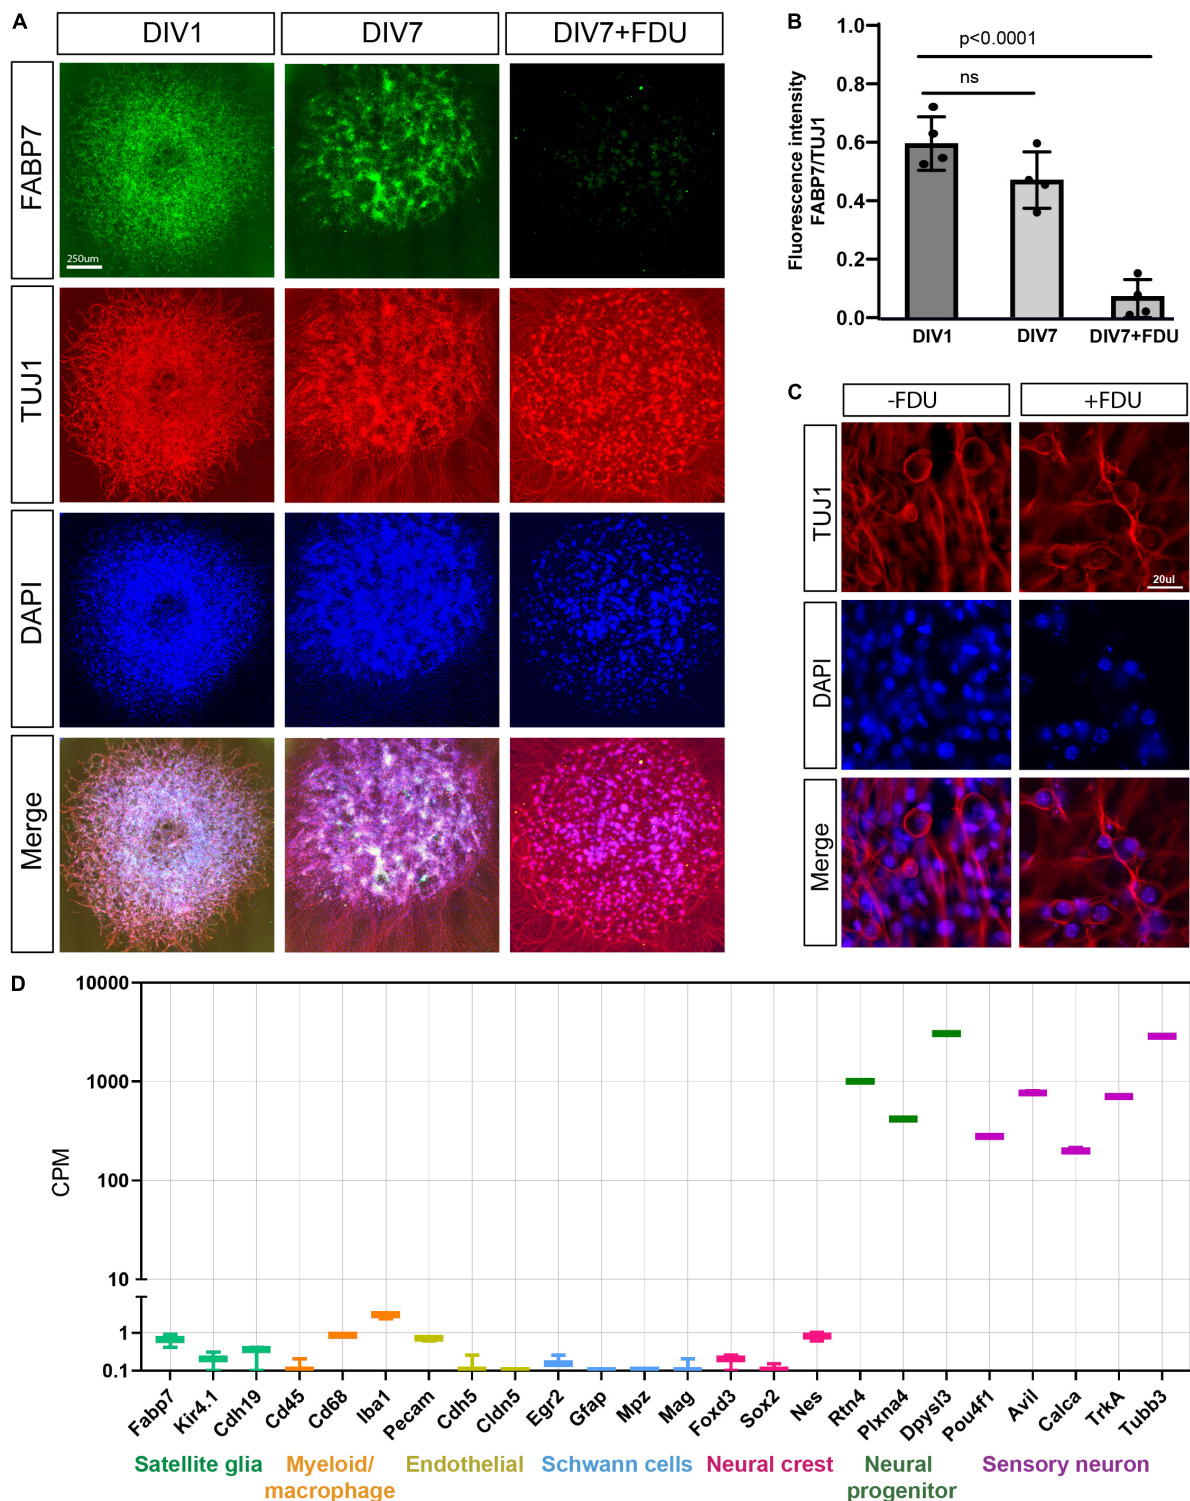 A
DIV1
DIV7
DIV7+FDU
FABP7
250um
TUJ1
DAPI
Merge
B
Fluorescence intensity
FABP7/TUJ1
1.0
0.8
0.6
0.4
0.2
0.0
p<0.0001
ns
DIV1
DIV7
DIV7+FDU
C
-FDU
+FDU
TUJ1
20ul
DAPI
Merge
D
CPM
10000
1000
100
10
1
0.1
Fabp7
Kir4.1
Cdh19
Cd45
Cd68
Iba1
Pecam
Cdh5
Cldn5
Egr2
Gfap
Mpz
Mag
Foxd3
Sox2
Nes
Rtn4
Plxna4
Dpysl3
Pou4f1
Avil
Calca
TrkA
Tubb3
Satellite glia
Myeloid/
macrophage
Endothelial
Schwann cells
Neural crest
Neural
progenitor
Sensory neuron